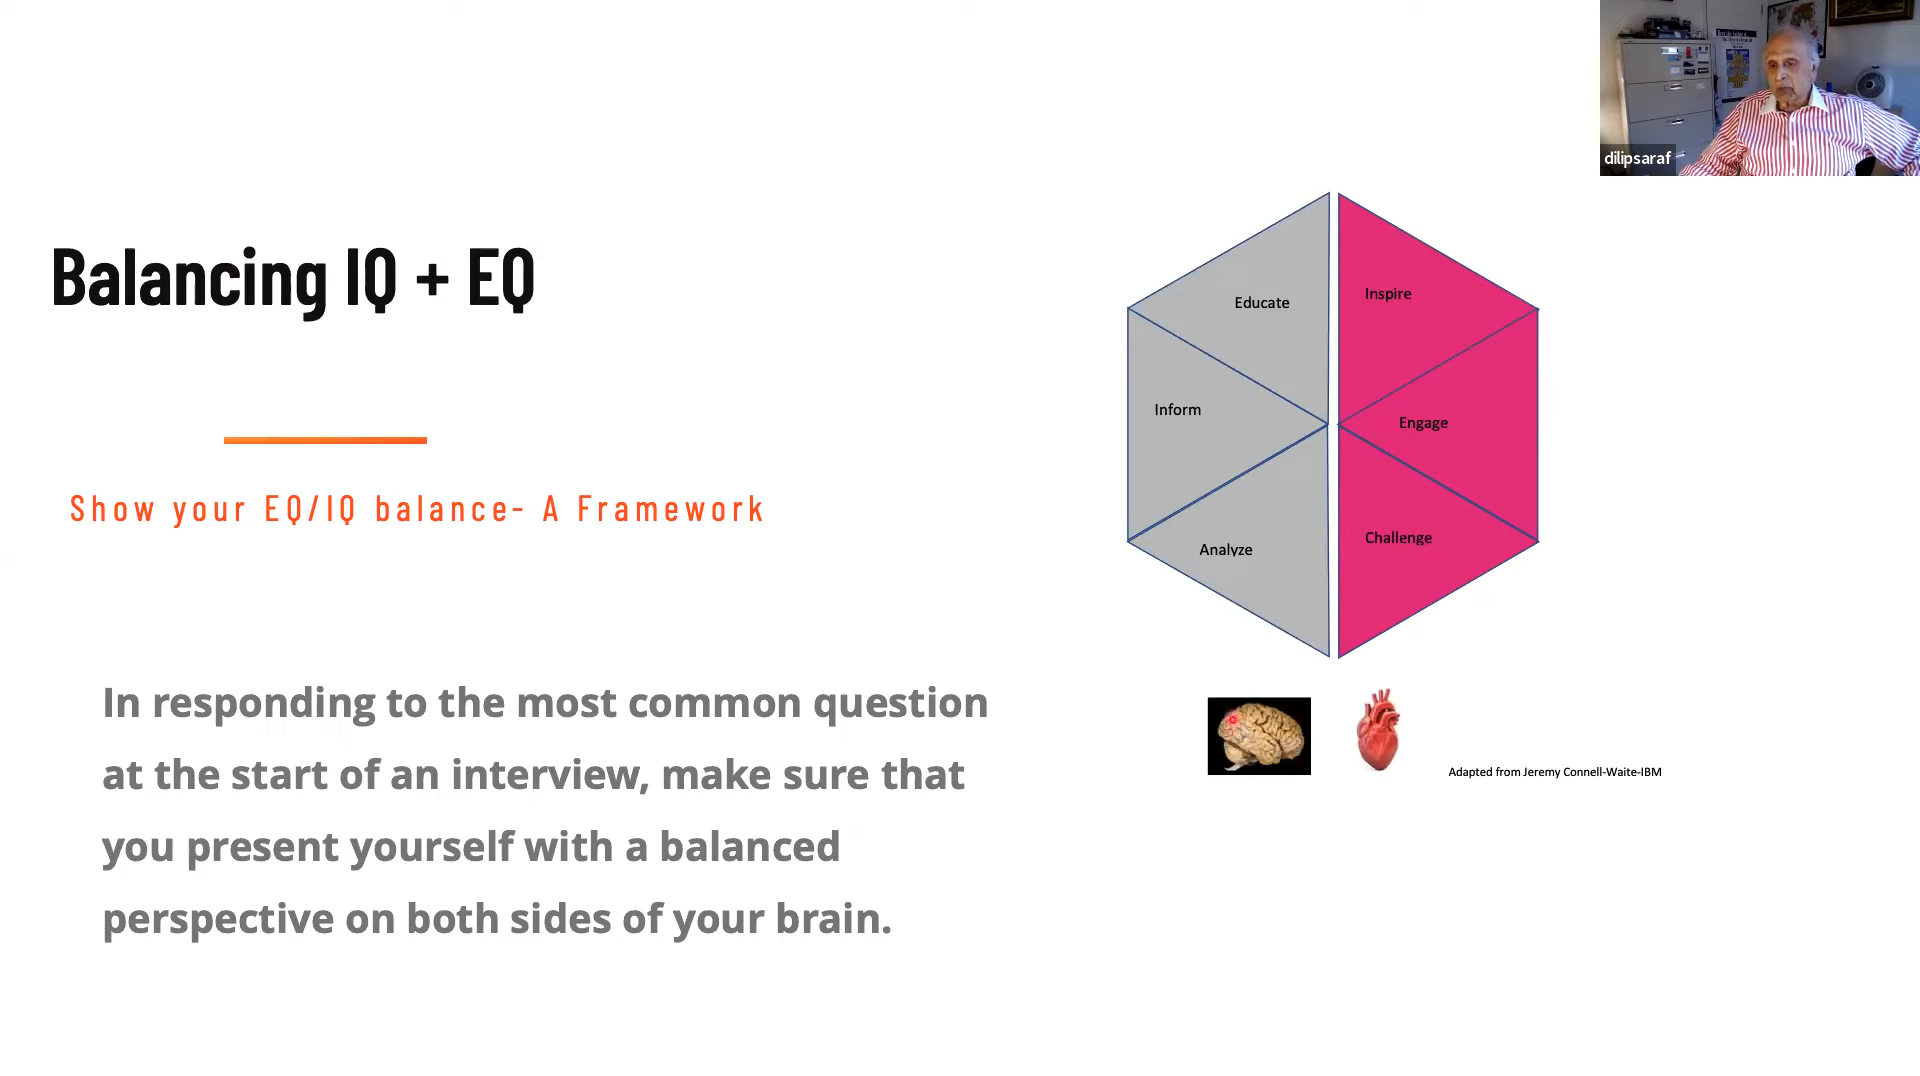 dilipsaraf
Balancing IQ + EQ
Show your EQ/IQ balance- A Framework
In responding to the most common question
at the start of an interview, make sure that
you present yourself with a balanced
perspective on both sides of your brain.
Educate
Inspire
Inform
Engage
Analyze
Challenge
Adapted from Jeremy Connell-Waite-IBM